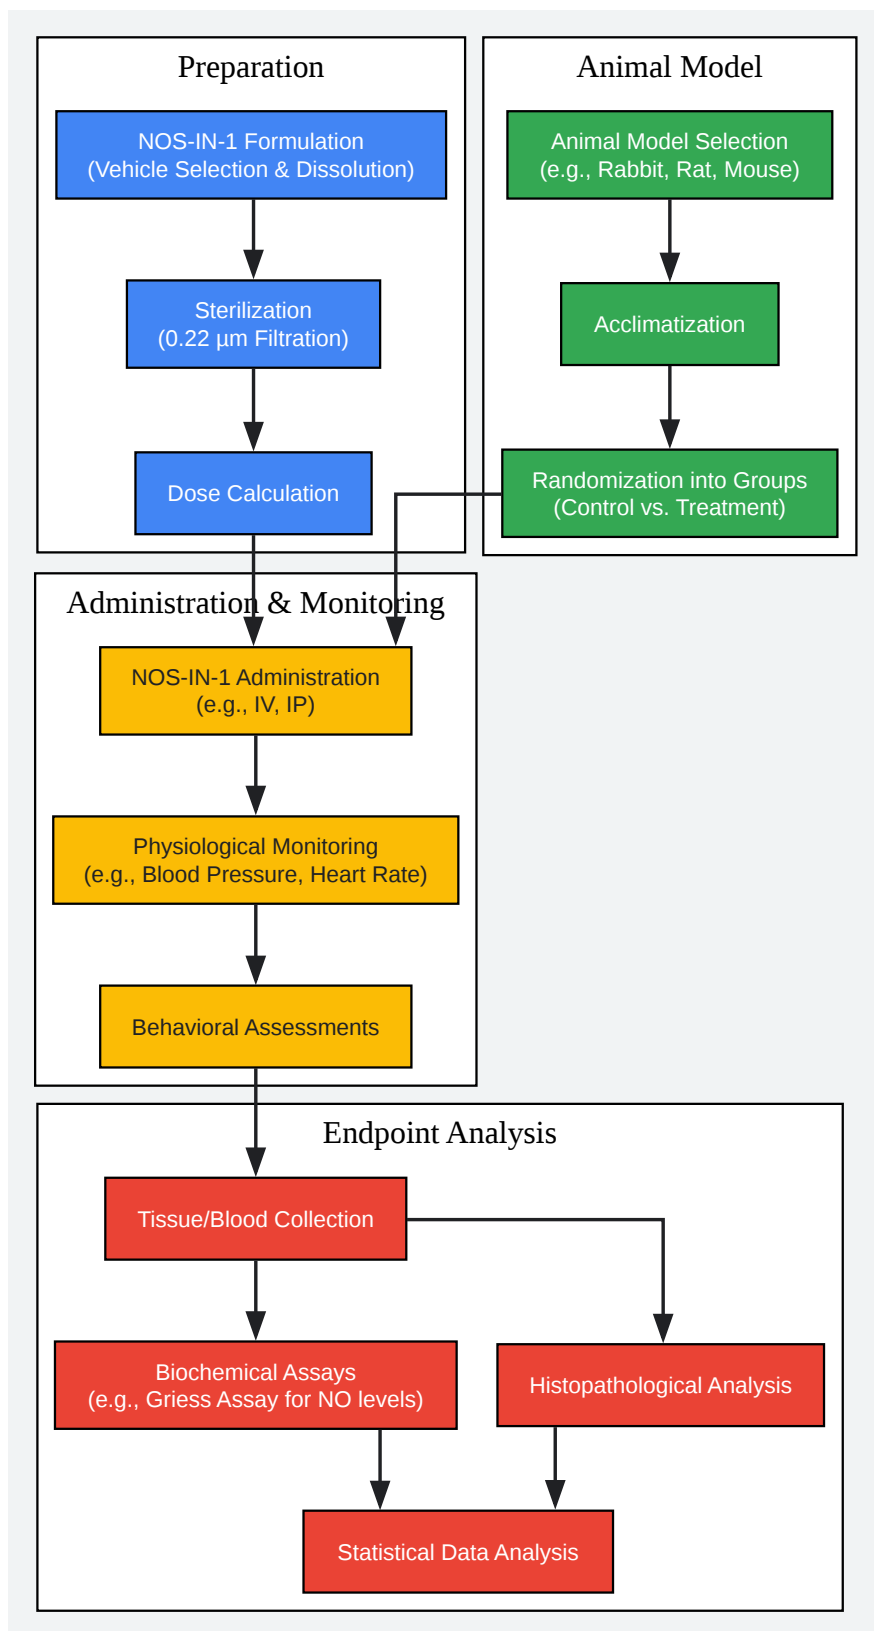 Preparation
NOS-IN-1 Formulation
(Vehicle Selection & Dissolution)
Sterilization
(0.22 µm Filtration)
Dose Calculation
Animal Model
Animal Model Selection
(e.g., Rabbit, Rat, Mouse)
Acclimatization
Randomization into Groups
(Control vs. Treatment)
Administration & Monitoring
NOS-IN-1 Administration
(e.g., IV, IP)
Physiological Monitoring
(e.g., Blood Pressure, Heart Rate)
Behavioral Assessments
Endpoint Analysis
Tissue/Blood Collection
Biochemical Assays
(e.g., Griess Assay for NO levels)
Histopathological Analysis
Statistical Data Analysis